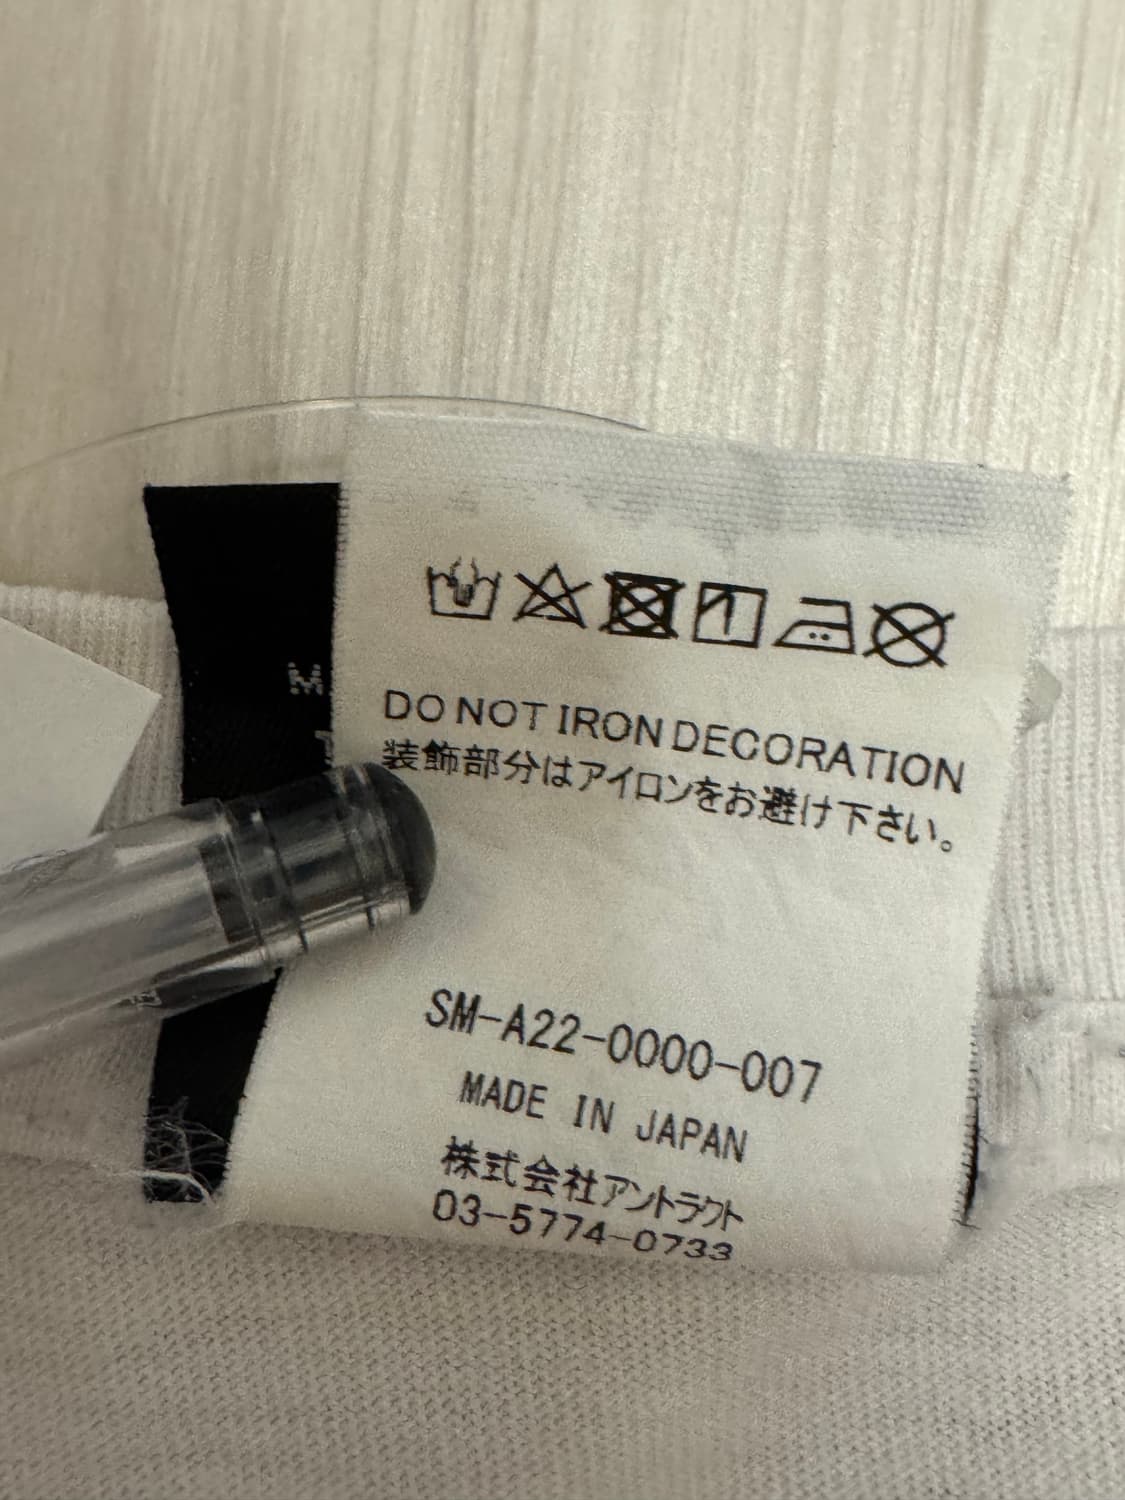 DO NOT IRON DECORATION
装飾部分はアイロンをお避け下さい。
SM-A22-0000-007
MADE IN JAPAN
株式会社アントラクト
03-5774-0733